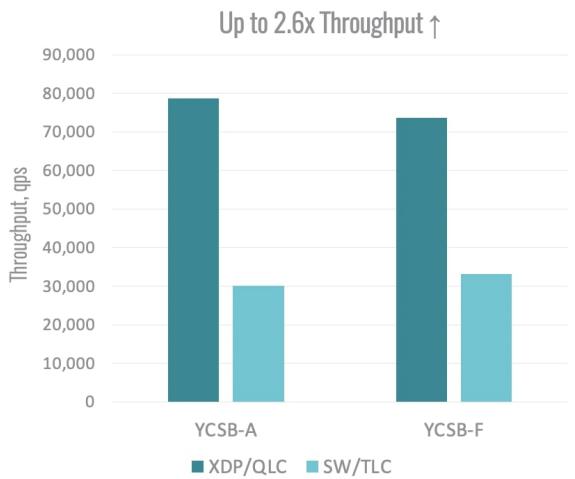 Up to 2.6x Throughput ↑
90,000
80,000
70,000
60,000
50,000
40,000
30,000
20,000
10,000
0
Throughput, qps
YCSB-A YCSB-F
XDP/QLC SW/TLC